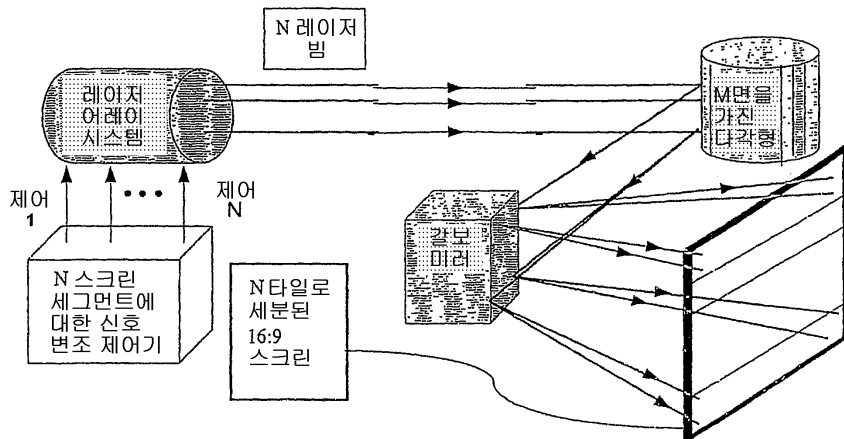 N 레이저
빔
레이저
어레이
시스템
M면을
가진
다각형
제어
1
제어
N
갈보
미러
N 스크린
세그먼트에
대한 신호
변조 제어기
N타일로
세분된
16:9
스크린